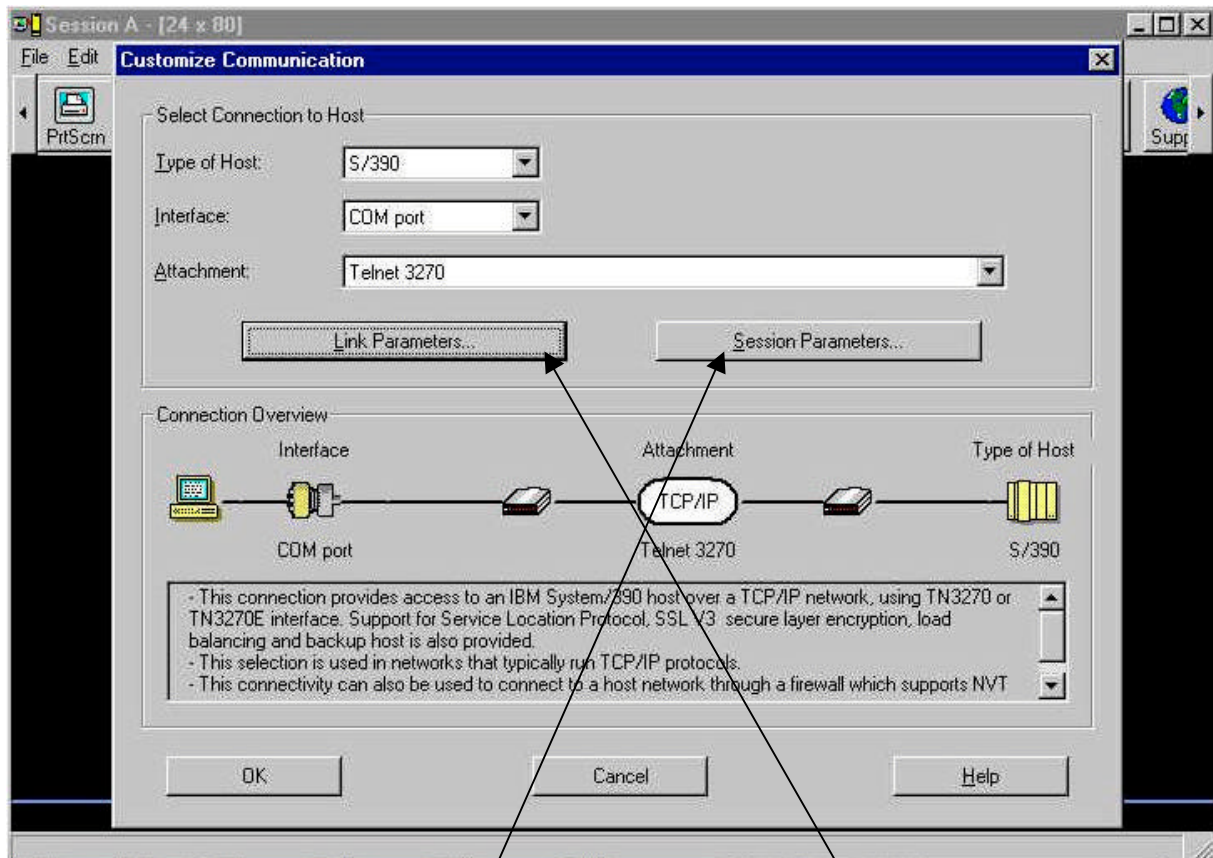 Session A - [24 x 80]
File Edit
Customize Communication
PrtScrn
Supp
Select Connection to Host
Type of Host: S/390
Interface: COM port
Attachment: Telnet 3270
Link Parameters... Session Parameters...
Connection Overview
Interface Attachment Type of Host
TCP/IP
COM port Telnet 3270 S/390
- This connection provides access to an IBM System/390 host over a TCP/IP network, using TN3270 or
TN3270E interface. Support for Service Location Protocol, SSL V3 secure layer encryption, load
balancing and backup host is also provided.
- This selection is used in networks that typically run TCP/IP protocols.
- This connectivity can also be used to connect to a host network through a firewall which supports NVT
OK Cancel Help